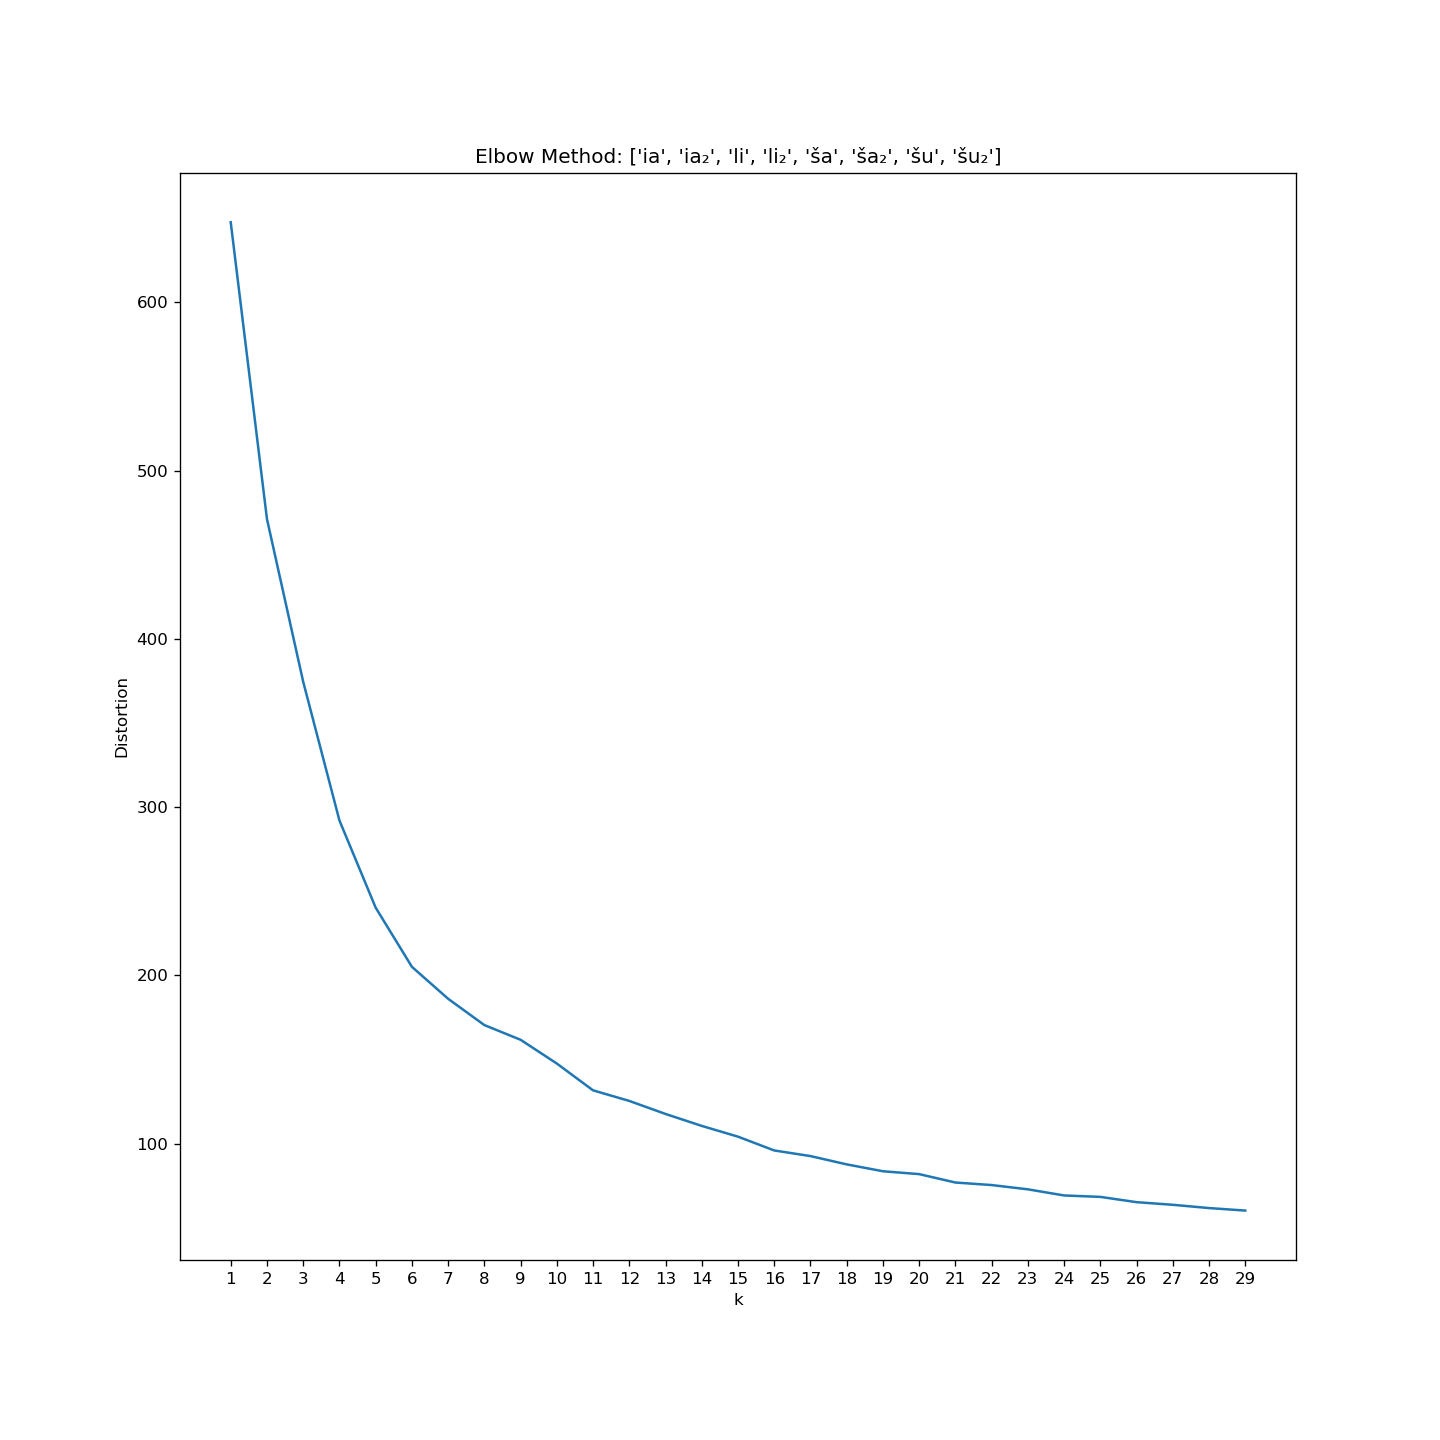 Elbow Method: ['ia', 'ia₂', 'li', 'li₂', 'ša', 'ša₂', 'šu', 'šu₂']
600
500
400
300
200
100
Distortion
1 2 3 4 5 6 7 8 9 10 11 12 13 14 15 16 17 18 19 20 21 22 23 24 25 26 27 28 29
k